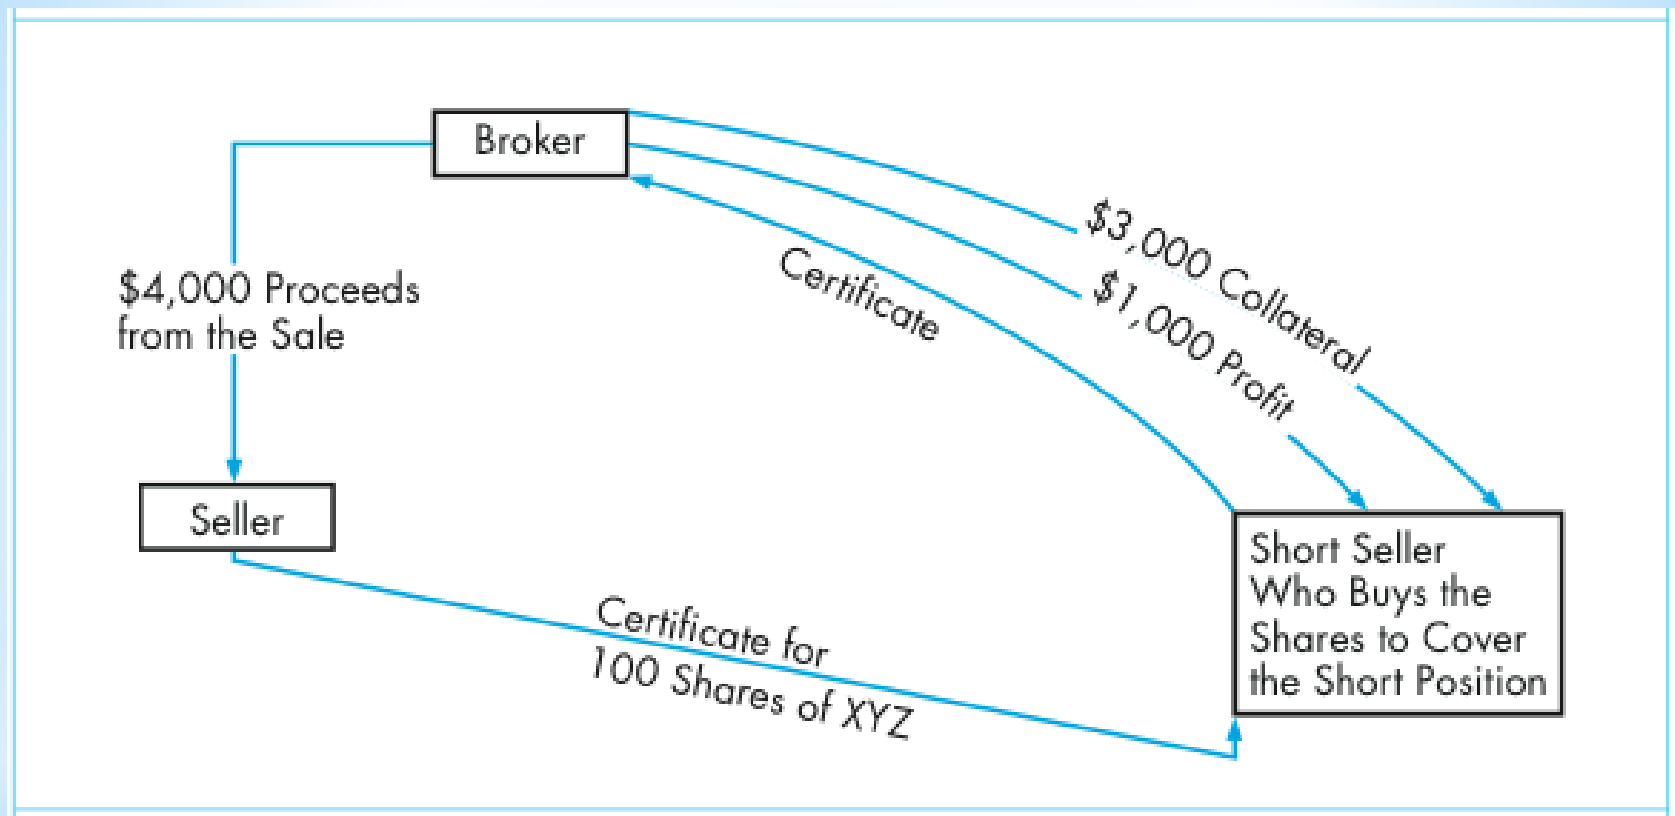 Broker
$3,000 Collateral
$1,000 Profit
Certificate
$4,000 Proceeds
from the Sale
Seller
Short Seller
Who Buys the
Shares to Cover
the Short Position
Certificate for
100 Shares of XYZ